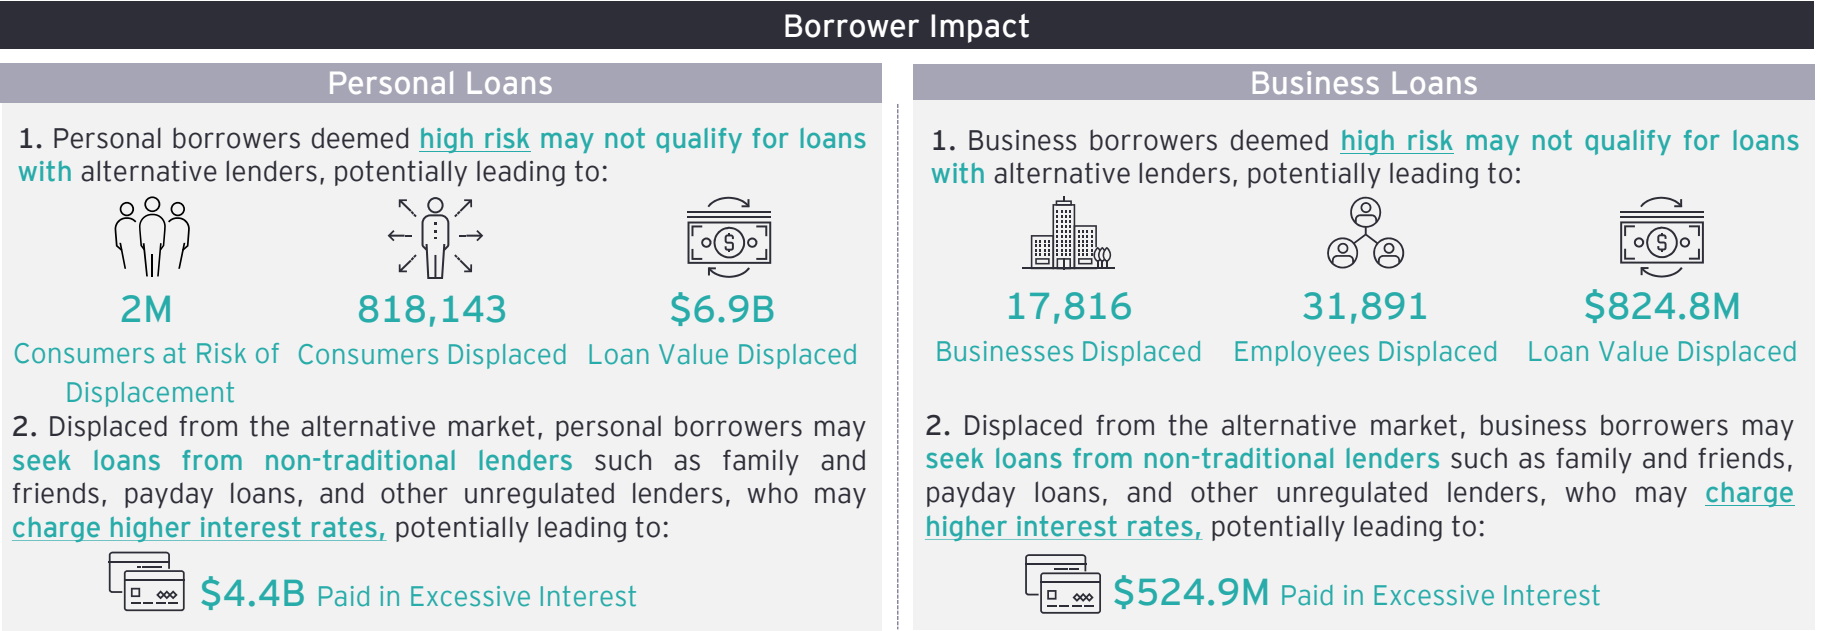 Borrower Impact
Personal Loans
1. Personal borrowers deemed high risk may not qualify for loans
with alternative lenders, potentially leading to:
2M
Consumers at Risk of
Displacement
818,143
Consumers Displaced
$6.9B
Loan Value Displaced
2. Displaced from the alternative market, personal borrowers may
seek loans from non-traditional lenders such as family and
friends, payday loans, and other unregulated lenders, who may
charge higher interest rates, potentially leading to:
$4.4B Paid in Excessive Interest
Business Loans
1. Business borrowers deemed high risk may not qualify for loans
with alternative lenders, potentially leading to:
17,816
Businesses Displaced
31,891
Employees Displaced
$824.8M
Loan Value Displaced
2. Displaced from the alternative market, business borrowers may
seek loans from non-traditional lenders such as family and friends,
payday loans, and other unregulated lenders, who may charge
higher interest rates, potentially leading to:
$524.9M Paid in Excessive Interest